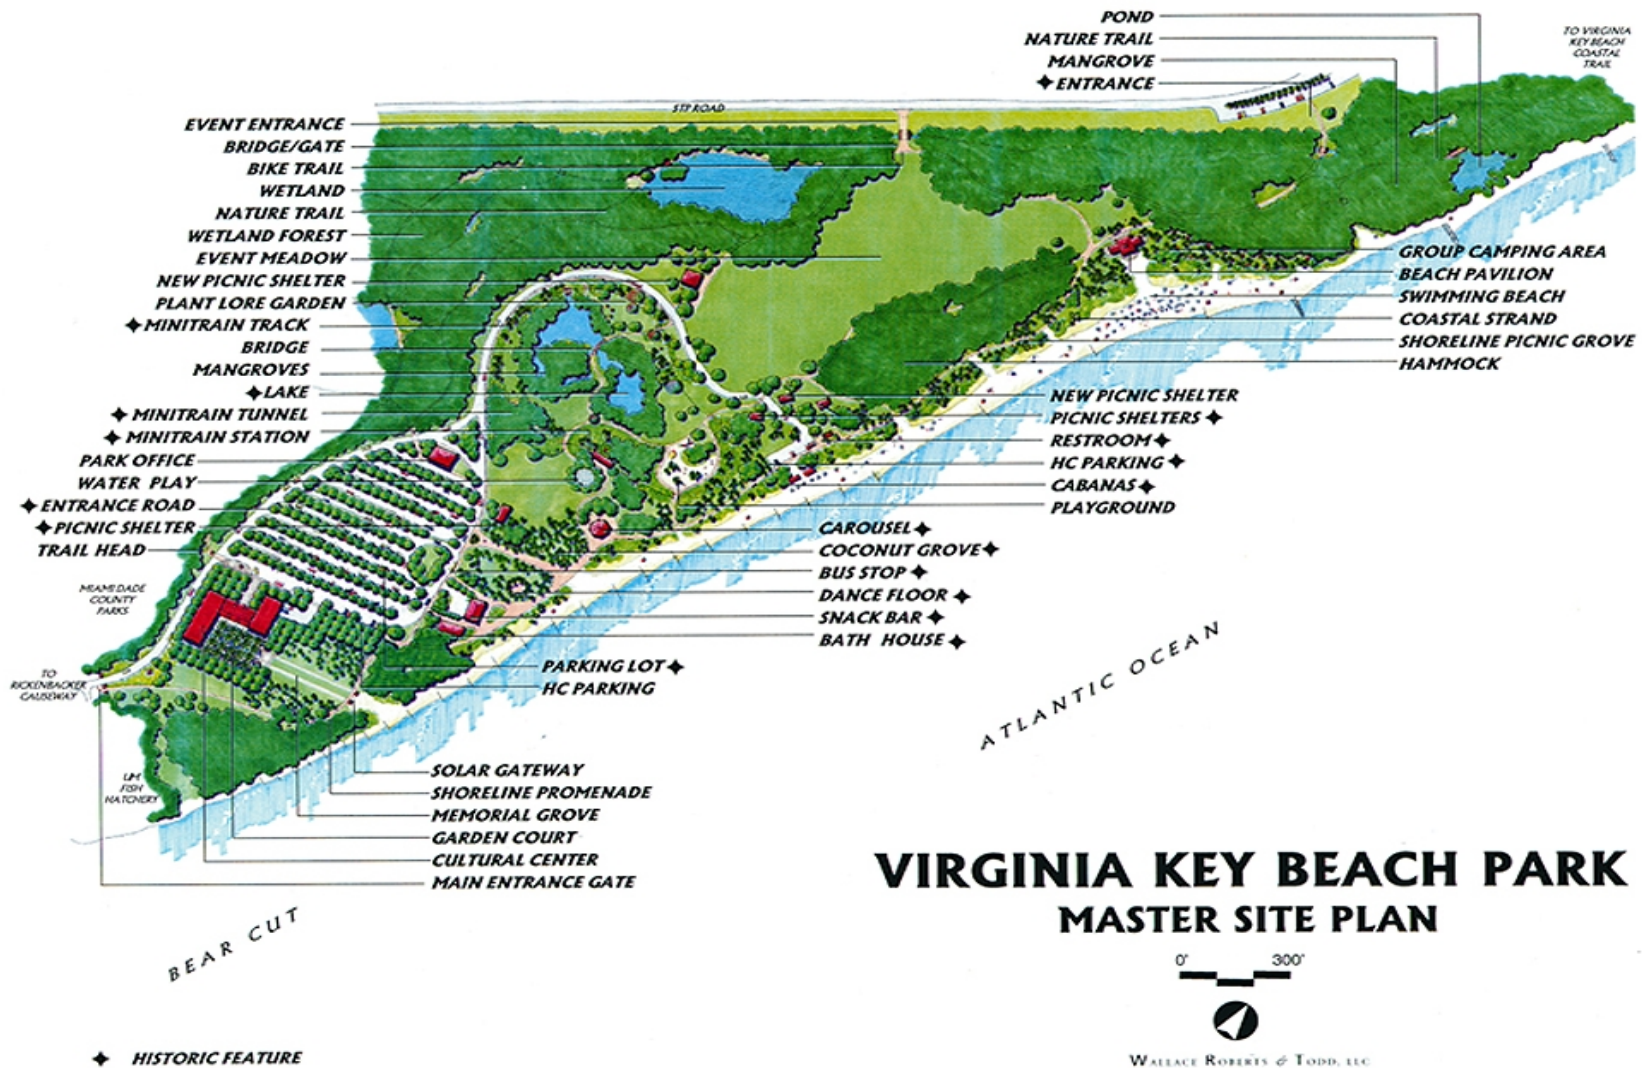 POND
NATURE TRAIL
MANGROVE
✦ENTRANCE
TO VIRGINIA
KEY BEACH
COASTAL
TRAIL
STP ROAD
EVENT ENTRANCE
BRIDGE/GATE
BIKE TRAIL
WETLAND
NATURE TRAIL
WETLAND FOREST
EVENT MEADOW
NEW PICNIC SHELTER
PLANT LORE GARDEN
✦MINITRAIN TRACK
BRIDGE
MANGROVES
✦LAKE
✦ MINITRAIN TUNNEL
✦ MINITRAIN STATION
PARK OFFICE
WATER PLAY
✦ENTRANCE ROAD
✦PICNIC SHELTER
TRAIL HEAD
MIAMI DADE
COUNTY
PARKS
TO
RICKENBACKER
CAUSEWAY
UM
FISH
HATCHERY
GROUP CAMPING AREA
BEACH PAVILION
SWIMMING BEACH
COASTAL STRAND
SHORELINE PICNIC GROVE
HAMMOCK
NEW PICNIC SHELTER
PICNIC SHELTERS ✦
RESTROOM ✦
HC PARKING ✦
CABANAS ✦
PLAYGROUND
CAROUSEL ✦
COCONUT GROVE ✦
BUS STOP ✦
DANCE FLOOR ✦
SNACK BAR ✦
BATH HOUSE ✦
PARKING LOT ✦
HC PARKING
SOLAR GATEWAY
SHORELINE PROMENADE
MEMORIAL GROVE
GARDEN COURT
CULTURAL CENTER
MAIN ENTRANCE GATE
ATLANTIC OCEAN
BEAR CUT
VIRGINIA KEY BEACH PARK
MASTER SITE PLAN
0' 300'
WALLACE ROBERTS & TODD, LLC
✦ HISTORIC FEATURE